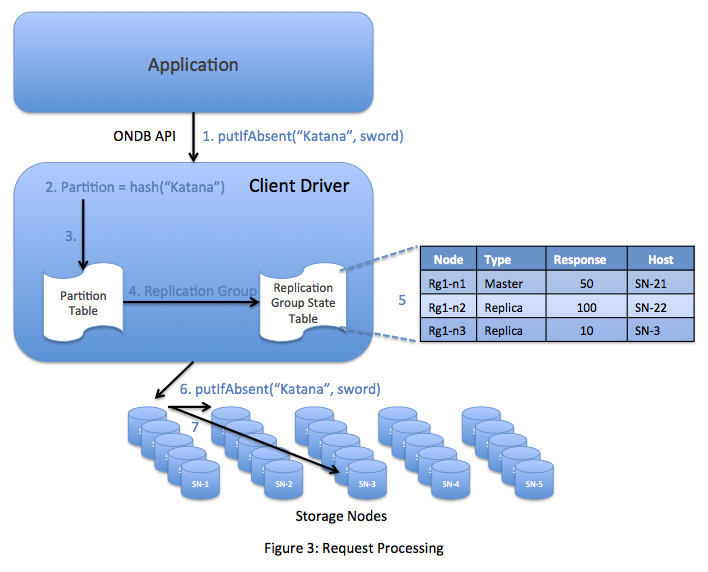 Application
ONDB API
1. putIfAbsent(“Katana”, sword)
2. Partition = hash(“Katana”)
Client Driver
3.
Partition
Table
4. Replication Group
Replication
Group State
Table
5
Node Type Response Host
Rg1-n1 Master 50 SN-21
Rg1-n2 Replica 100 SN-22
Rg1-n3 Replica 10 SN-3
6. putIfAbsent(“Katana”, sword)
7
SN-1 SN-2 SN-3 SN-4 SN-5
Storage Nodes
Figure 3: Request Processing